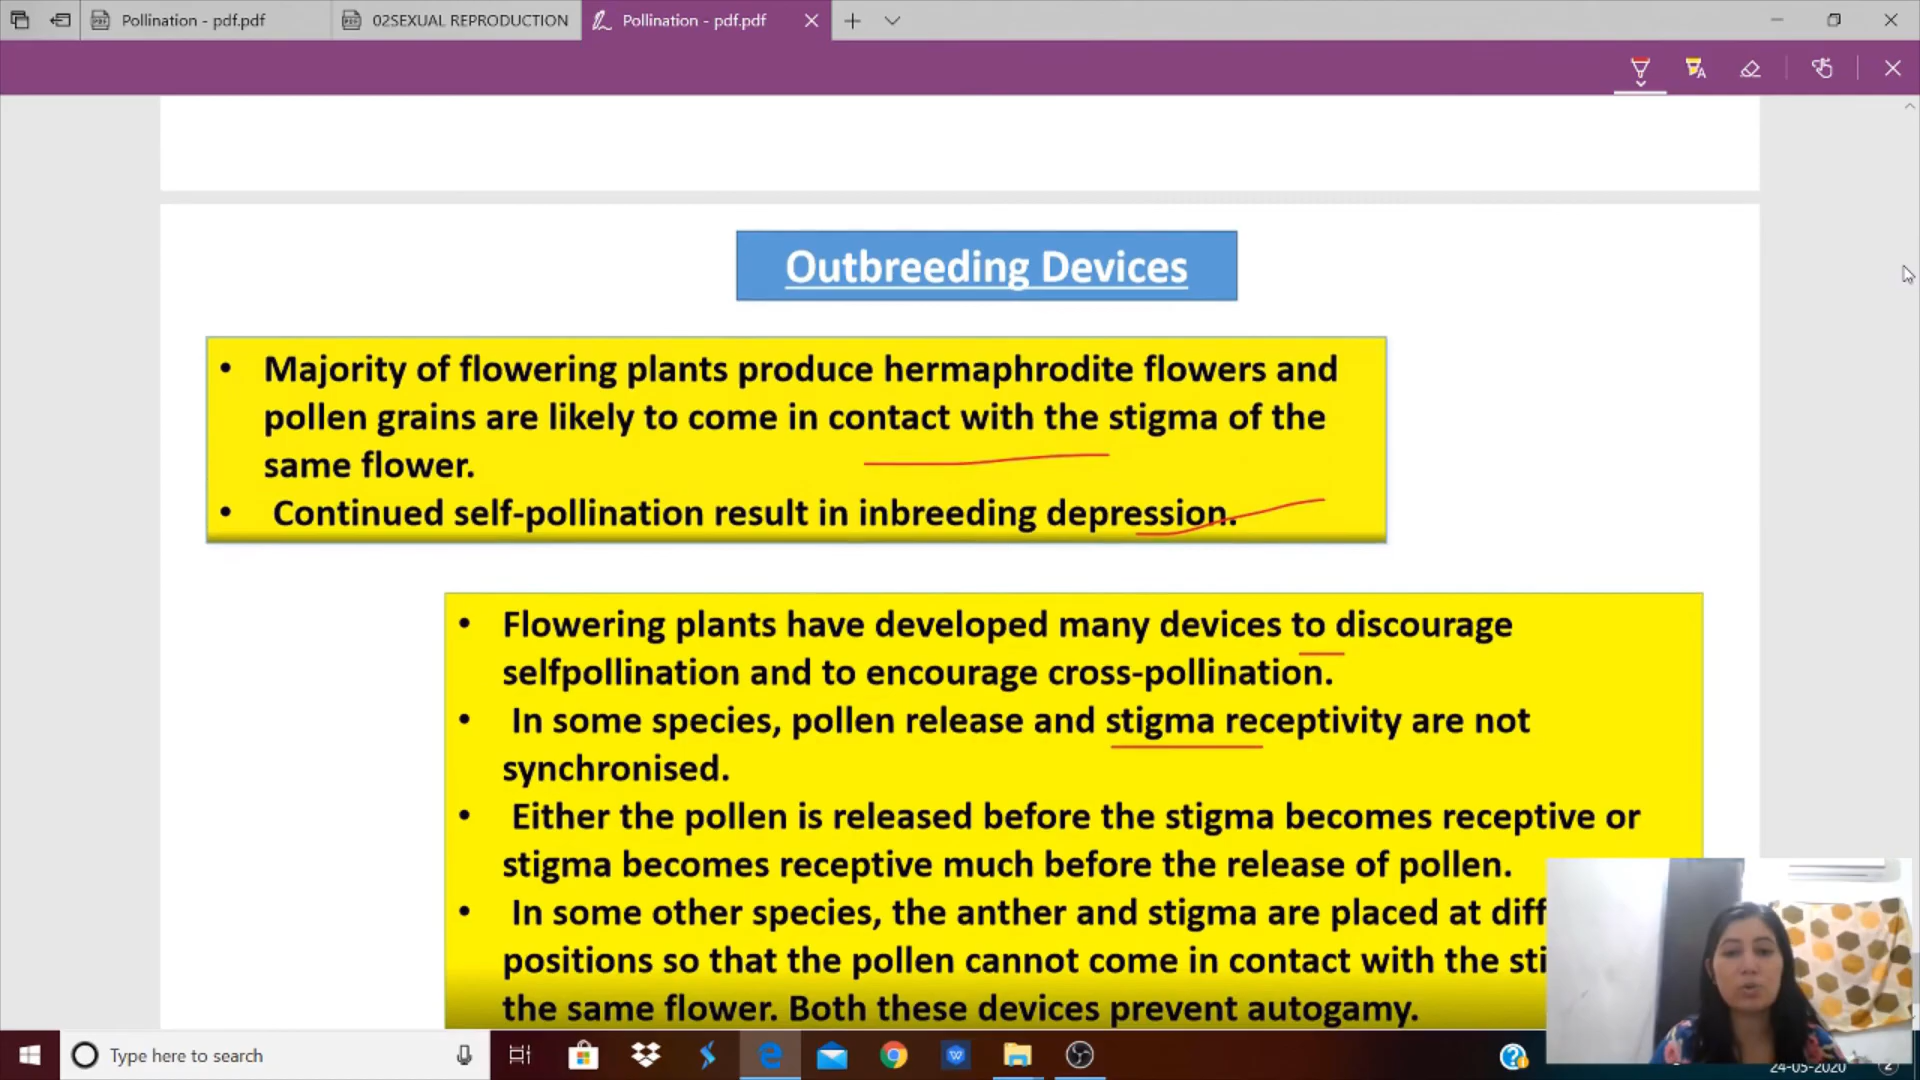 Pollination - pdf.pdf
02SEXUAL REPRODUCTION
Pollination - pdf.pdf
Outbreeding Devices
• Majority of flowering plants produce hermaphrodite flowers and
pollen grains are likely to come in contact with the stigma of the
same flower.
• Continued self-pollination result in inbreeding depression.
• Flowering plants have developed many devices to discourage
selfpollination and to encourage cross-pollination.
• In some species, pollen release and stigma receptivity are not
synchronised.
• Either the pollen is released before the stigma becomes receptive or
stigma becomes receptive much before the release of pollen.
• In some other species, the anther and stigma are placed at diff
positions so that the pollen cannot come in contact with the sti
the same flower. Both these devices prevent autogamy.
Type here to search
24-05-2020